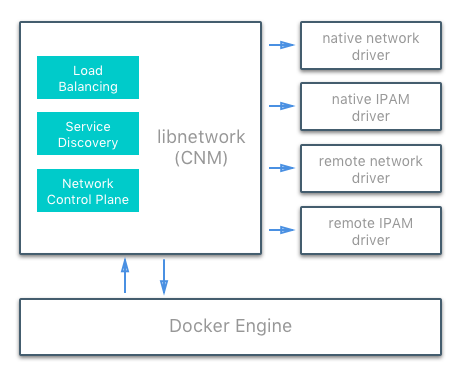 Load
Balancing
Service
Discovery
Network
Control Plane
libnetwork
(CNM)
native network
driver
native IPAM
driver
remote network
driver
remote IPAM
driver
Docker Engine